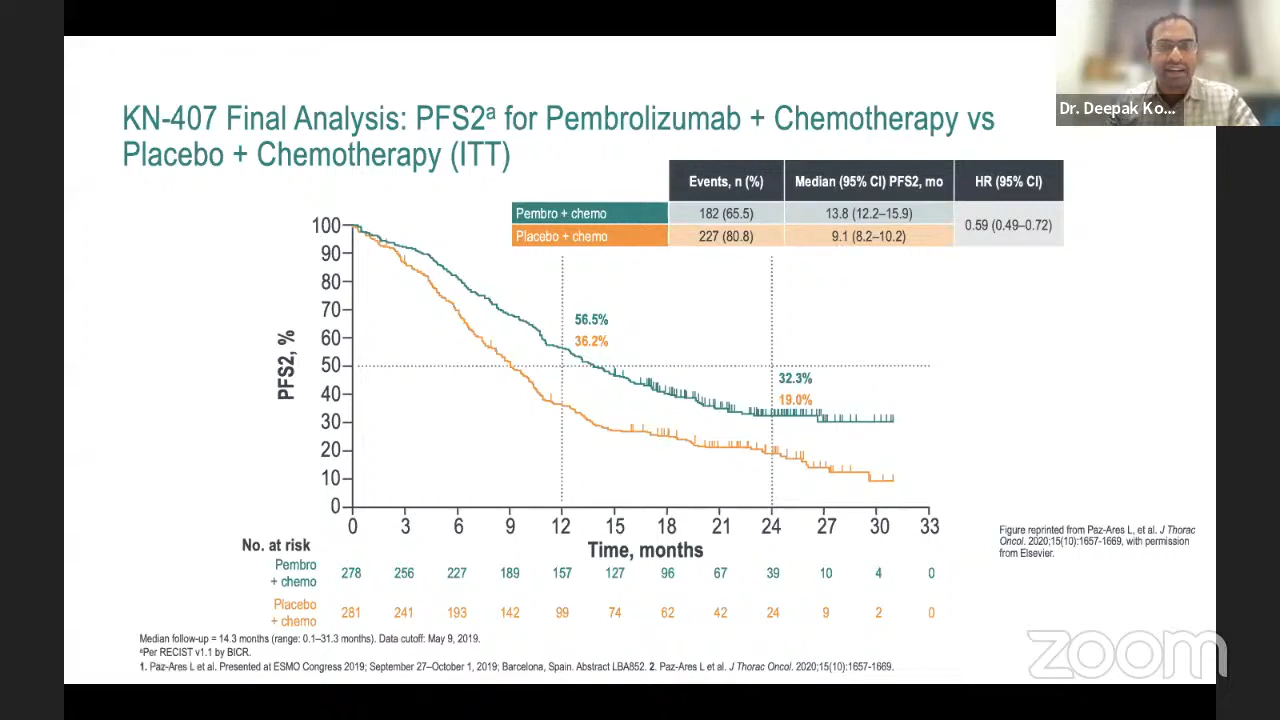 Dr. Deepak Ko...
KN-407 Final Analysis: PFS2a for Pembrolizumab + Chemotherapy vs
Placebo + Chemotherapy (ITT)
Events, n (%) Median (95% CI) PFS2, mo HR (95% CI)
Pembro + chemo 182 (65.5) 13.8 (12.2–15.9) 0.59 (0.49–0.72)
Placebo + chemo 227 (80.8) 9.1 (8.2–10.2)
PFS2, %
100
90
80
70
60
50
40
30
20
10
0
56.5%
36.2%
32.3%
19.0%
0 3 6 9 12 15 18 21 24 27 30 33
Time, months
No. at risk
Pembro
+ chemo 278 256 227 189 157 127 96 67 39 10 4 0
Placebo
+ chemo 281 241 193 142 99 74 62 42 24 9 2 0
Figure reprinted from Paz-Ares L, et al. J Thorac
Oncol. 2020;15(10):1657-1669, with permission
from Elsevier.
Median follow-up = 14.3 months (range: 0.1–31.3 months). Data cutoff: May 9, 2019.
aPer RECIST v1.1 by BICR.
1. Paz-Ares L et al. Presented at ESMO Congress 2019; September 27–October 1, 2019; Barcelona, Spain. Abstract LBA852. 2. Paz-Ares L et al. J Thorac Oncol. 2020;15(10):1657-1669.
zoom